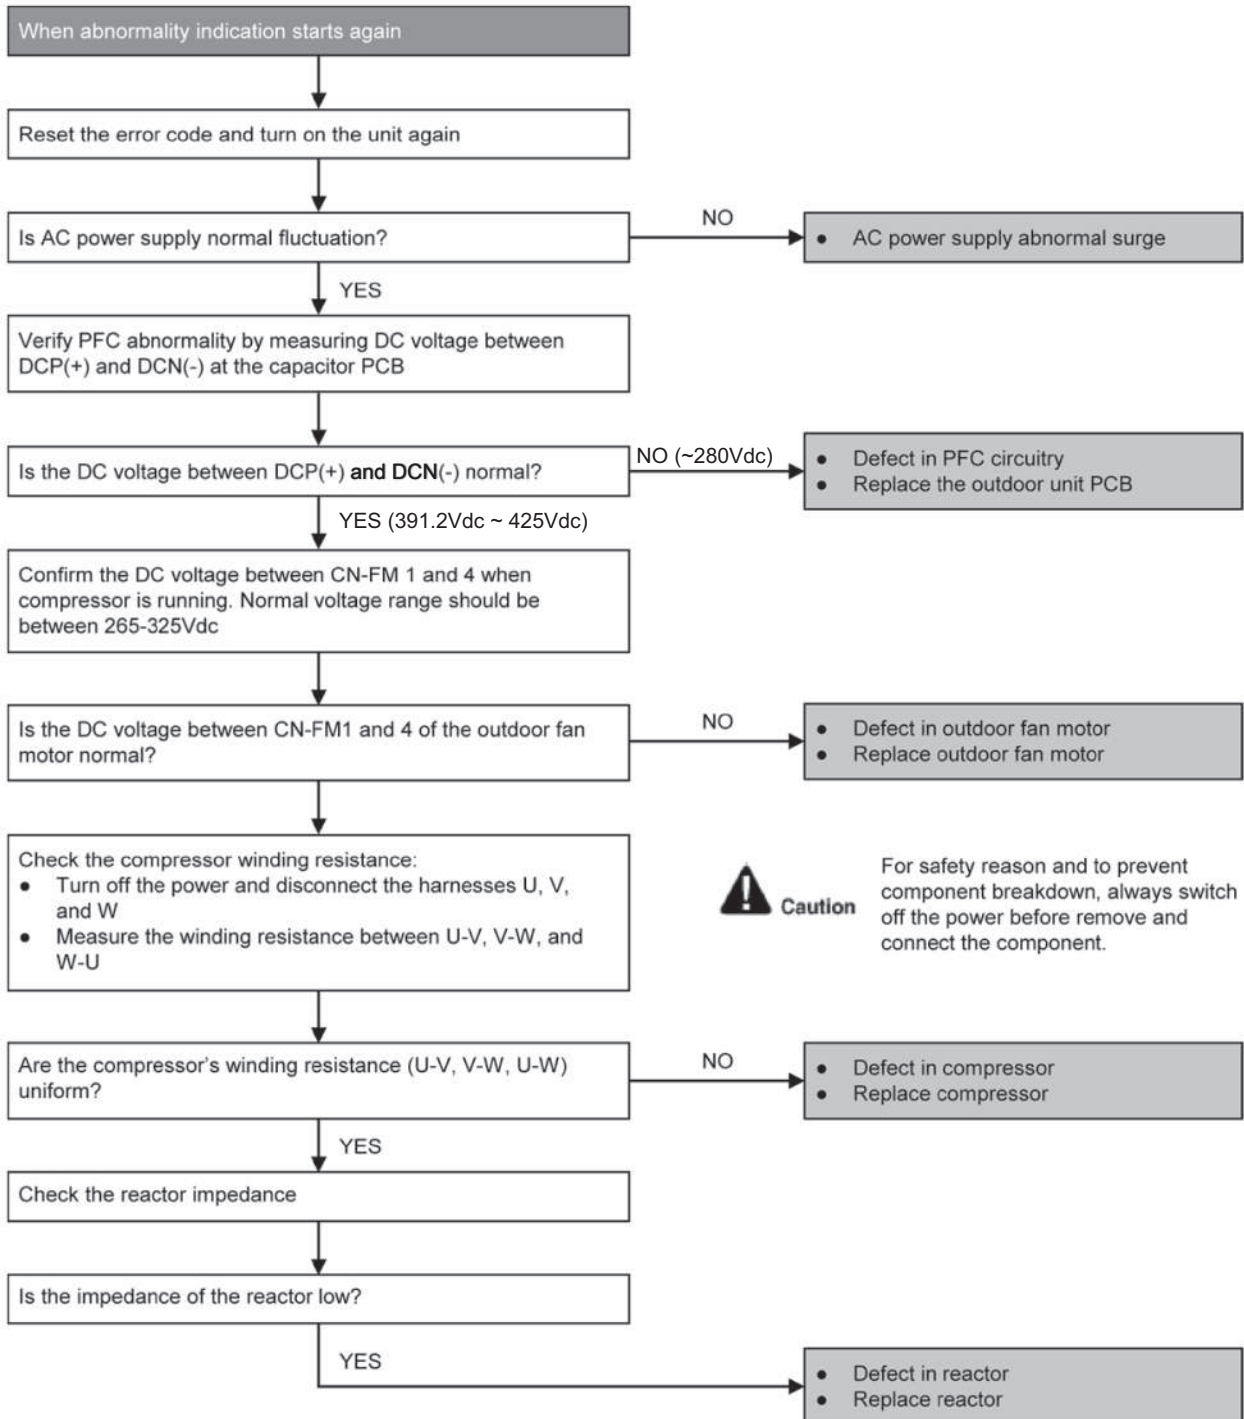 When abnormality indication starts again
Reset the error code and turn on the unit again
Is AC power supply normal fluctuation?
NO
● AC power supply abnormal surge
YES
Verify PFC abnormality by measuring DC voltage between
DCP(+) and DCN(-) at the capacitor PCB
Is the DC voltage between DCP(+) and DCN(-) normal?
NO (~280Vdc)
● Defect in PFC circuitry
● Replace the outdoor unit PCB
YES (391.2Vdc ~ 425Vdc)
Confirm the DC voltage between CN-FM 1 and 4 when
compressor is running. Normal voltage range should be
between 265-325Vdc
Is the DC voltage between CN-FM1 and 4 of the outdoor fan
motor normal?
NO
● Defect in outdoor fan motor
● Replace outdoor fan motor
Check the compressor winding resistance:
● Turn off the power and disconnect the harnesses U, V,
and W
● Measure the winding resistance between U-V, V-W, and
W-U
Caution
For safety reason and to prevent
component breakdown, always switch
off the power before remove and
connect the component.
Are the compressor's winding resistance (U-V, V-W, U-W)
uniform?
NO
● Defect in compressor
● Replace compressor
YES
Check the reactor impedance
Is the impedance of the reactor low?
YES
● Defect in reactor
● Replace reactor